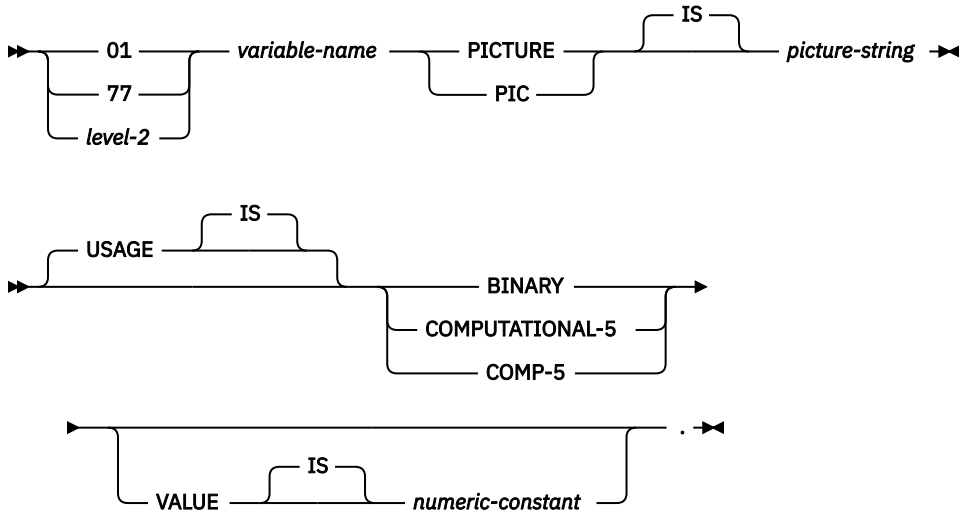 IS
01 variable-name PICTURE picture-string
77 PIC
level-2
IS
USAGE
BINARY
COMPUTATIONAL-5
COMP-5
.
IS
VALUE numeric-constant